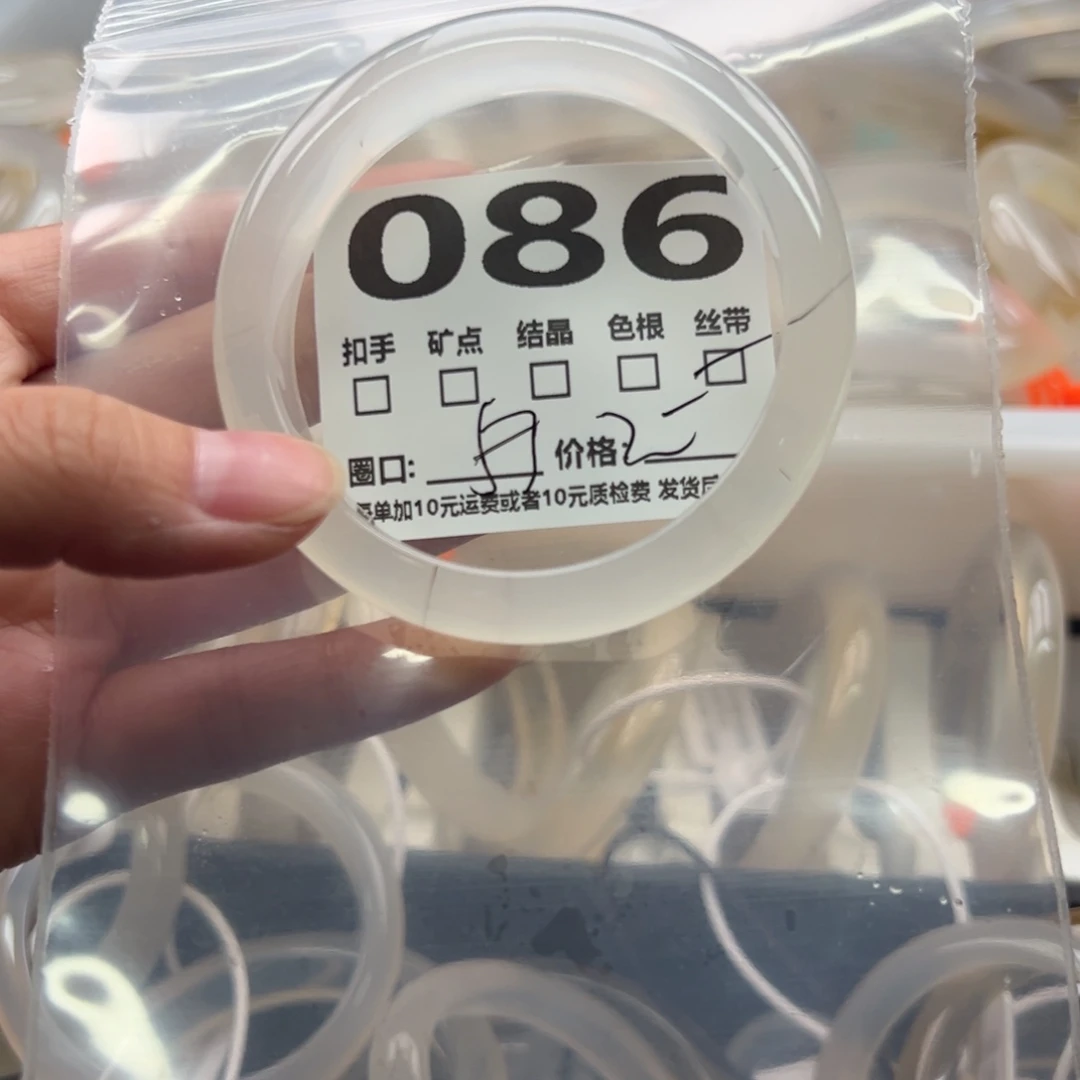 086
扣手 矿点 结晶 色根 丝带
圈口: 价格:
单加10元运费或者10元质检费 发货后